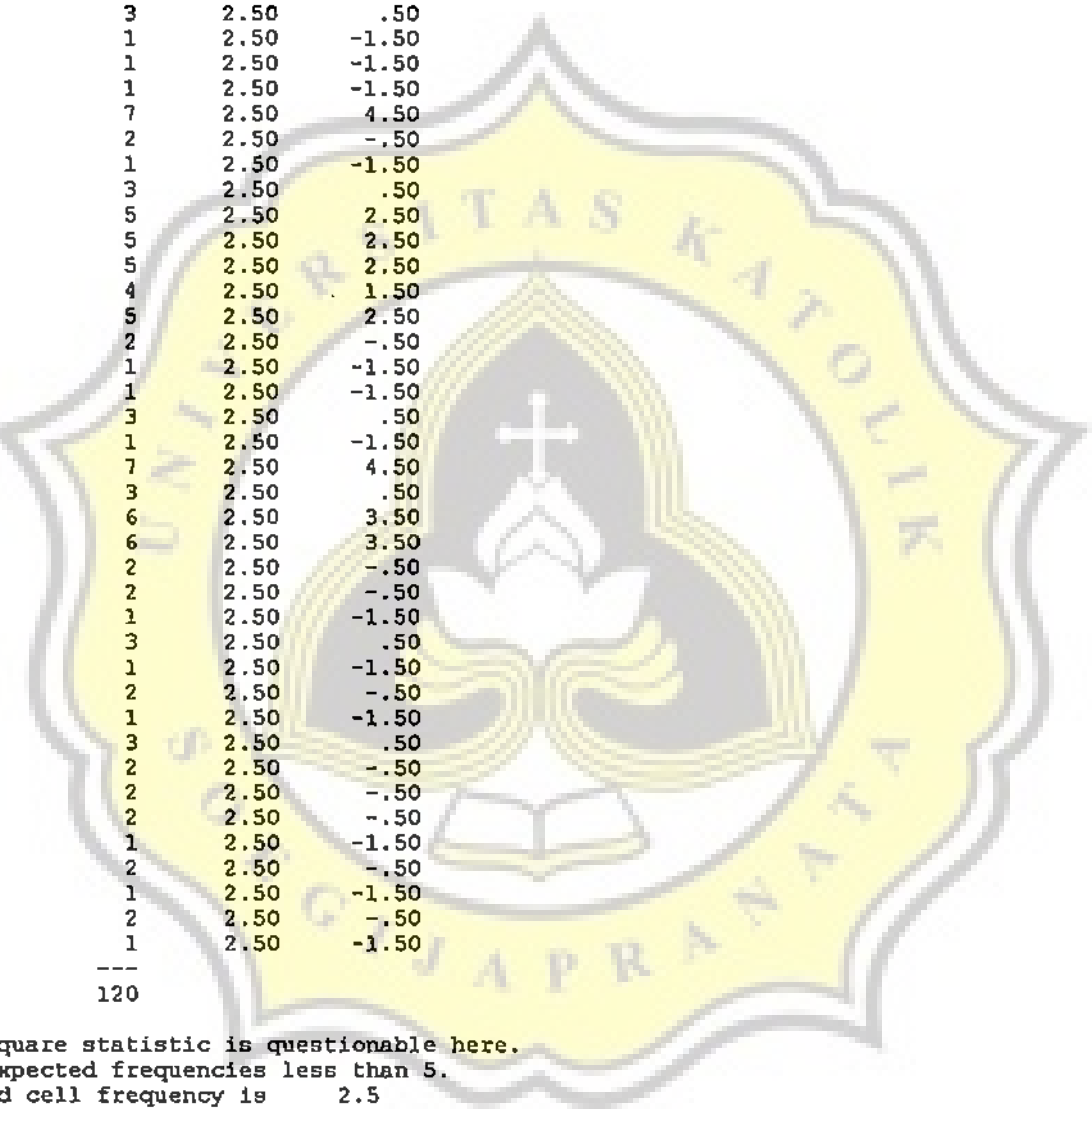 3 2.50 .50
1 2.50 -1.50
1 2.50 -1.50
1 2.50 -1.50
7 2.50 4.50
2 2.50 -.50
1 2.50 -1.50
3 2.50 .50
5 2.50 2.50
5 2.50 2.50
5 2.50 2.50
4 2.50 1.50
5 2.50 2.50
2 2.50 -.50
1 2.50 -1.50
1 2.50 -1.50
3 2.50 .50
1 2.50 -1.50
7 2.50 4.50
3 2.50 .50
6 2.50 3.50
6 2.50 3.50
2 2.50 -.50
2 2.50 -.50
1 2.50 -1.50
3 2.50 .50
1 2.50 -1.50
2 2.50 -.50
1 2.50 -1.50
3 2.50 .50
2 2.50 -.50
2 2.50 -.50
2 2.50 -.50
1 2.50 -1.50
2 2.50 -.50
1 2.50 -1.50
2 2.50 -.50
1 2.50 -1.50
---
120
quare statistic is questionable here.
xpected frequencies less than 5.
d cell frequency is 2.5
UNIVERSITAS KATOLIK
SOEGIJAPRANATA